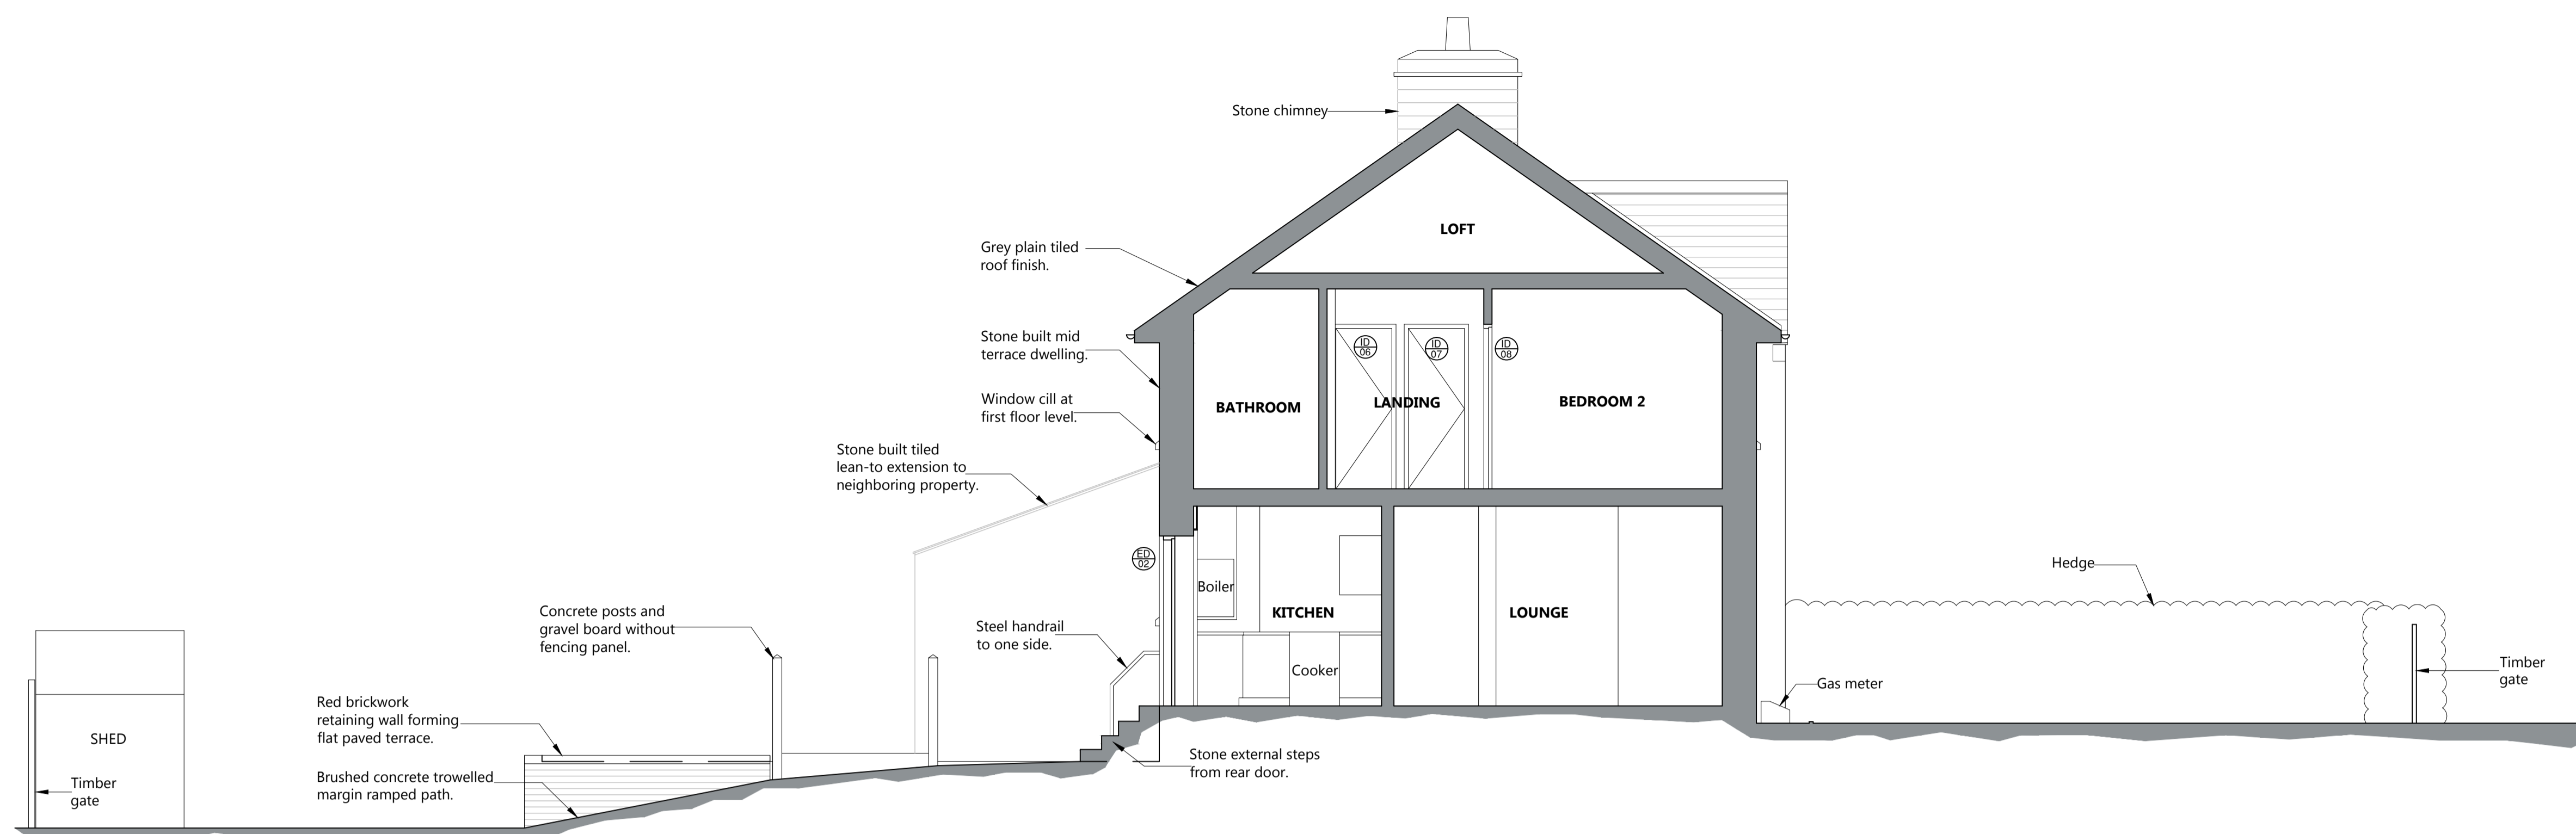 Stone chimney
LOFT
Grey plain tiled
roof finish.
Stone built mid
terrace dwelling.
ID
06
ID
07
ID
08
Window cill at
first floor level.
BATHROOM
LANDING
BEDROOM 2
Stone built tiled
lean-to extension to
neighboring property.
ED
02
Hedge
Boiler
KITCHEN
LOUNGE
Concrete posts and
gravel board without
fencing panel.
Steel handrail
to one side.
Cooker
Timber
gate
Gas meter
Red brickwork
retaining wall forming
flat paved terrace.
SHED
Stone external steps
from rear door.
Brushed concrete trowelled
margin ramped path.
Timber
gate